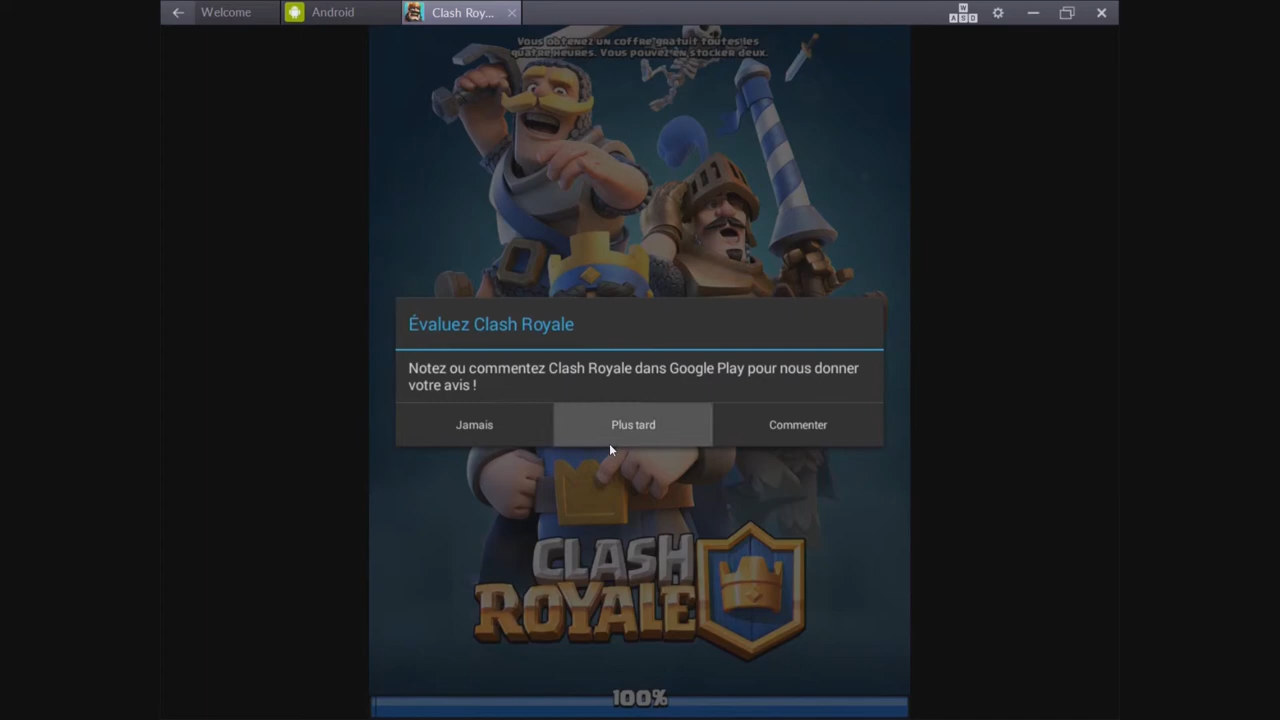 Welcome
Android
Clash Roy...
W
A S D
Vous obtenez un coffre gratuit toutes les
quatre heures. Vous pouvez en stocker deux.
Évaluez Clash Royale
Notez ou commentez Clash Royale dans Google Play pour nous donner
votre avis !
Jamais
Plus tard
Commenter
CLASH
ROYALE
100%